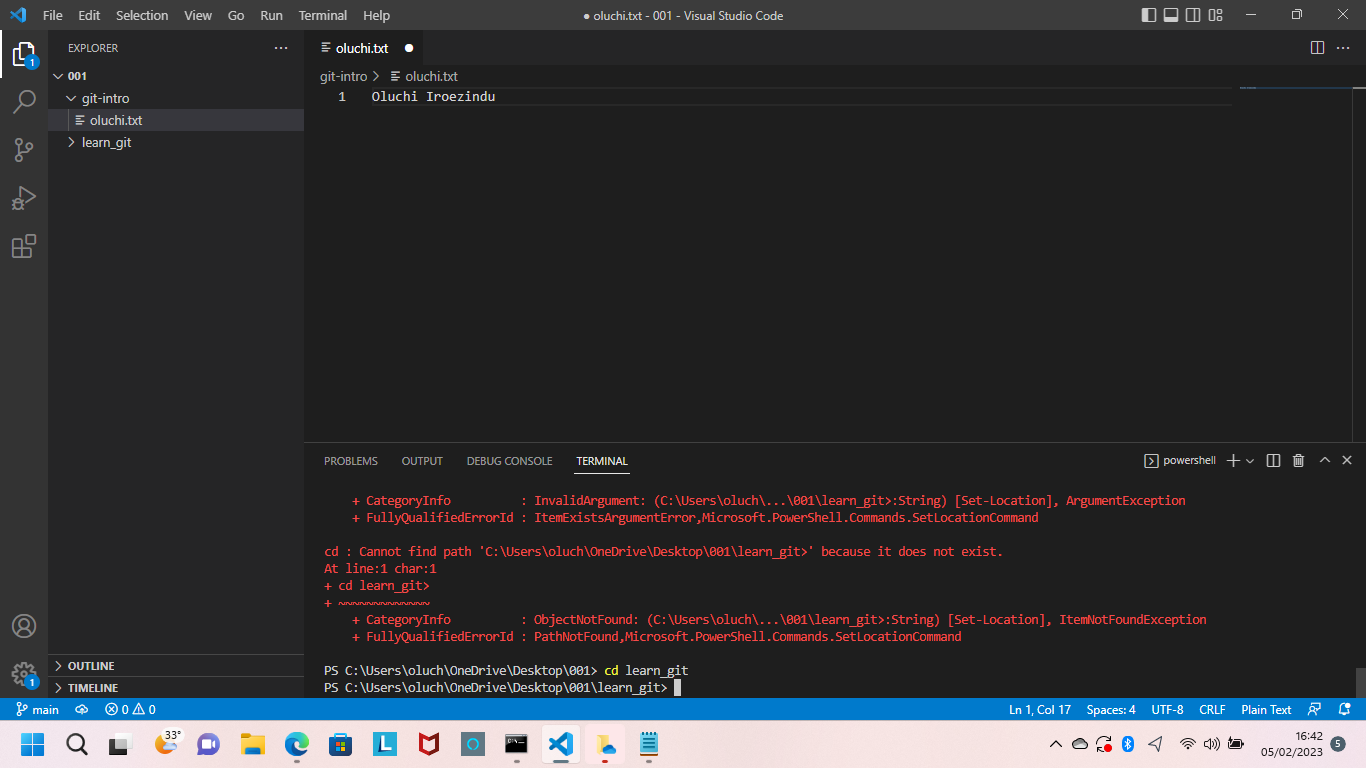 File Edit Selection View Go Run Terminal Help ● oluchi.txt - 001 - Visual Studio Code
EXPLORER
oluchi.txt
001
git-intro > oluchi.txt
1 Oluchi Iroezindu
git-intro
oluchi.txt
learn_git
PROBLEMS OUTPUT DEBUG CONSOLE TERMINAL powershell
+ CategoryInfo : InvalidArgument: (C:\Users\oluch\...\001\learn_git>:String) [Set-Location], ArgumentException
+ FullyQualifiedErrorId : ItemExistsArgumentError,Microsoft.PowerShell.Commands.SetLocationCommand
cd : Cannot find path 'C:\Users\oluch\OneDrive\Desktop\001\learn_git>' because it does not exist.
At line:1 char:1
+ cd learn_git>
+ ~~~~~~~~~~~~~
+ CategoryInfo : ObjectNotFound: (C:\Users\oluch\...\001\learn_git>:String) [Set-Location], ItemNotFoundException
+ FullyQualifiedErrorId : PathNotFound,Microsoft.PowerShell.Commands.SetLocationCommand
PS C:\Users\oluch\OneDrive\Desktop\001> cd learn_git
PS C:\Users\oluch\OneDrive\Desktop\001\learn_git>
OUTLINE
TIMELINE
main 0 0 Ln 1, Col 17 Spaces: 4 UTF-8 CRLF Plain Text
1
1
33°
L
16:42
05/02/2023
5